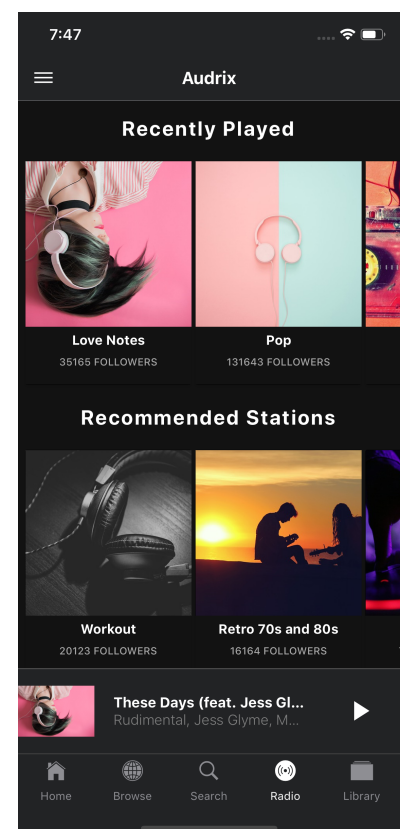 7:47
Audrix
Recently Played
Love Notes
35165 FOLLOWERS
Pop
131643 FOLLOWERS
Recommended Stations
Workout
20123 FOLLOWERS
Retro 70s and 80s
16164 FOLLOWERS
These Days (feat. Jess Gl...
Rudimental, Jess Glyme, M...
Home
Browse
Search
Radio
Library